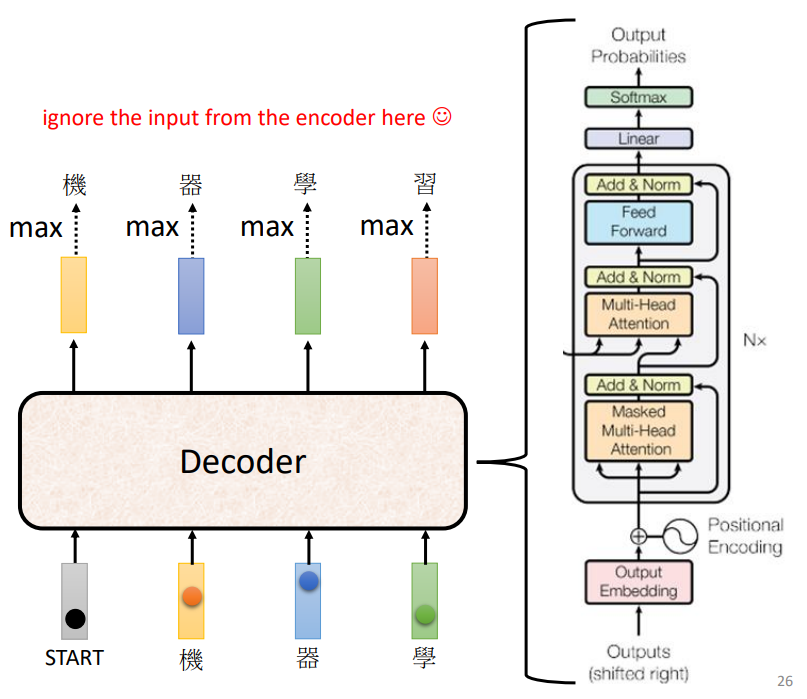 ignore the input from the encoder here ☺
機 器 學 習
max max max max
Decoder
START 機 器 學
Output
Probabilities
Softmax
Linear
Add & Norm
Feed
Forward
Add & Norm
Multi-Head
Attention
N×
Add & Norm
Masked
Multi-Head
Attention
Positional
Encoding
Output
Embedding
Outputs
(shifted right)
26